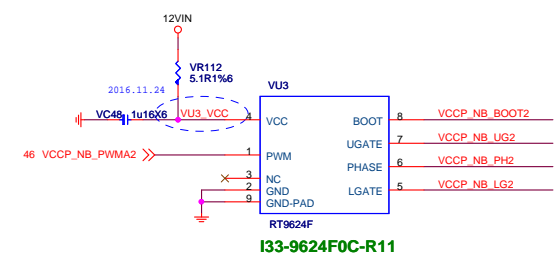 12VIN
VR112
5.1R1%6
2016.11.24
VU3
VC48 1u16X6 VU3_VCC 4 VCC BOOT 8 VCCP_NB_BOOT2
UGATE 7 VCCP_NB_UG2
46 VCCP_NB_PWMA2 1 PWM PHASE 6 VCCP_NB_PH2
3 NC
2 GND LGATE 5 VCCP_NB_LG2
9 GND-PAD
RT9624F
I33-9624F0C-R11